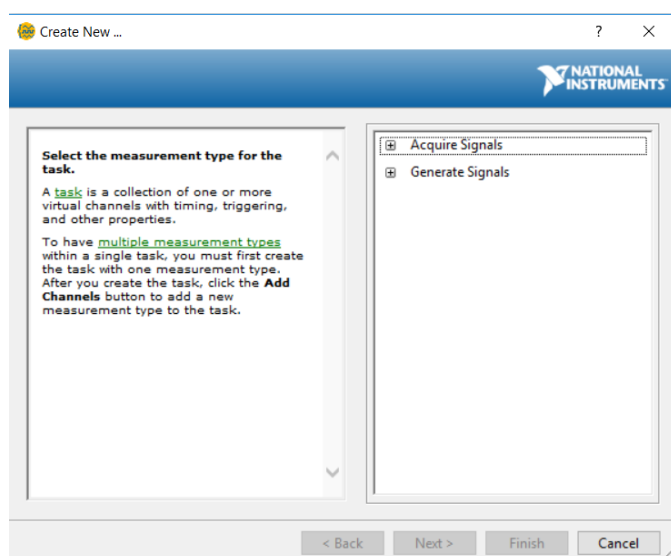 Create New ...
?
NATIONAL
INSTRUMENTS
Select the measurement type for the
task.
A task is a collection of one or more
virtual channels with timing, triggering,
and other properties.
To have multiple measurement types
within a single task, you must first create
the task with one measurement type.
After you create the task, click the Add
Channels button to add a new
measurement type to the task.
Acquire Signals
Generate Signals
< Back
Next >
Finish
Cancel